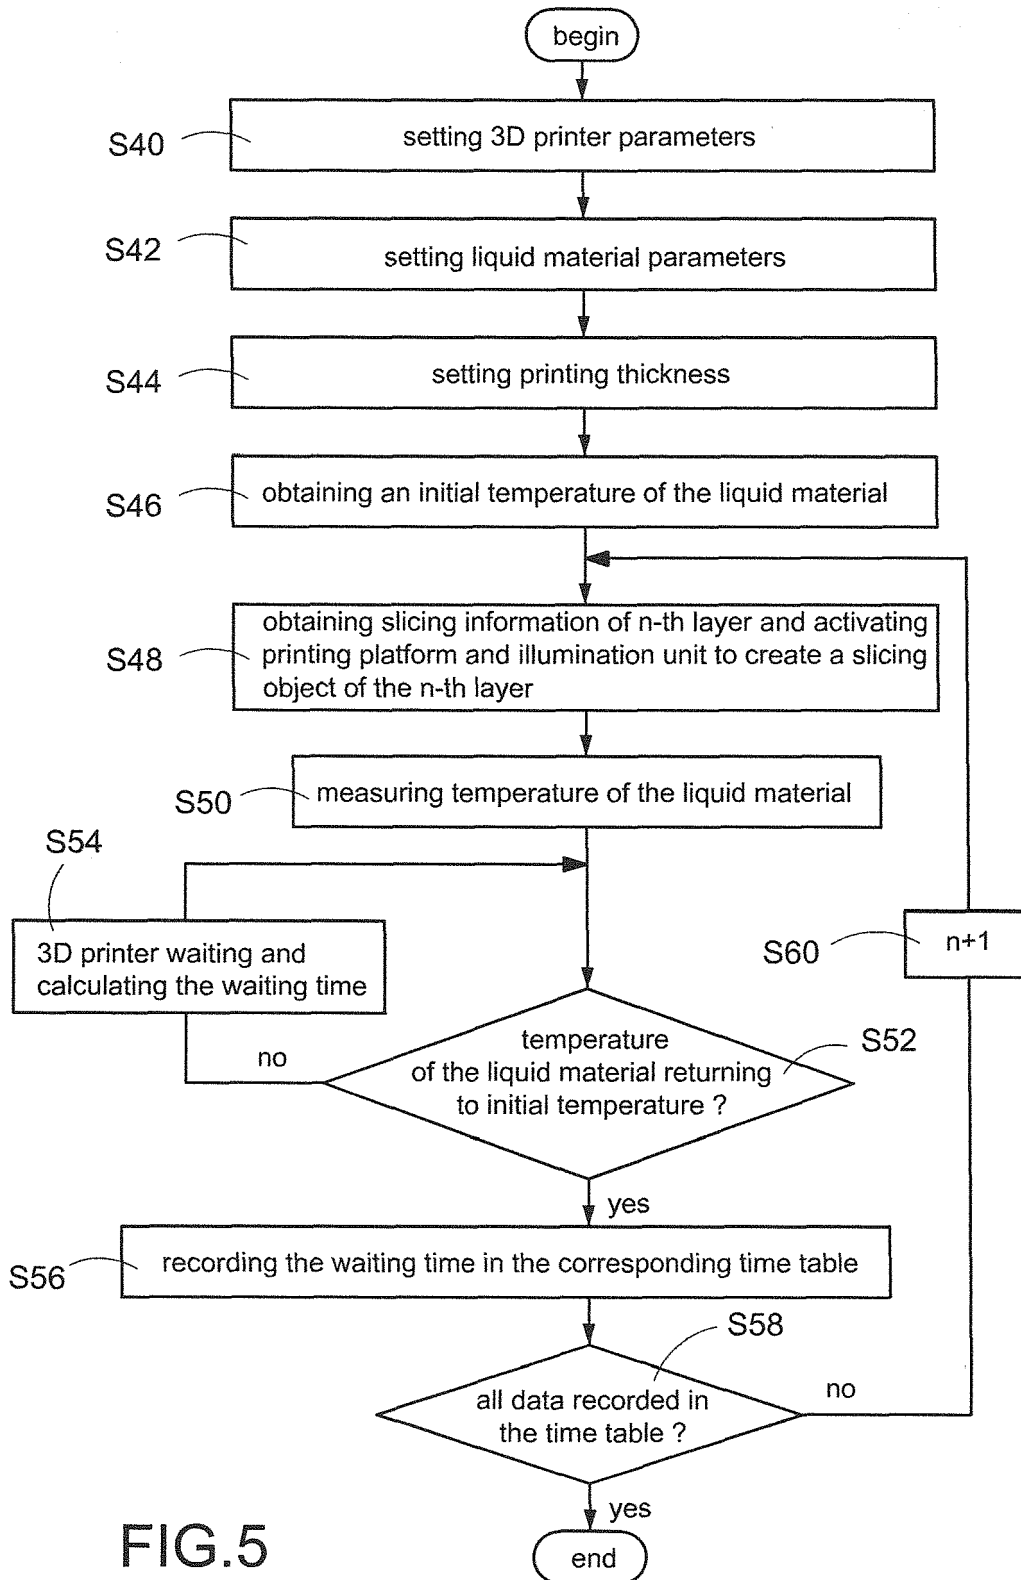 begin
S40
setting 3D printer parameters
S42
setting liquid material parameters
S44
setting printing thickness
S46
obtaining an initial temperature of the liquid material
S48
obtaining slicing information of n-th layer and activating
printing platform and illumination unit to create a slicing
object of the n-th layer
S50
measuring temperature of the liquid material
S54
3D printer waiting and
calculating the waiting time
S60
n+1
S52
temperature
of the liquid material returning
to initial temperature ?
no
yes
S56
recording the waiting time in the corresponding time table
S58
all data recorded in
the time table ?
no
yes
end
FIG.5